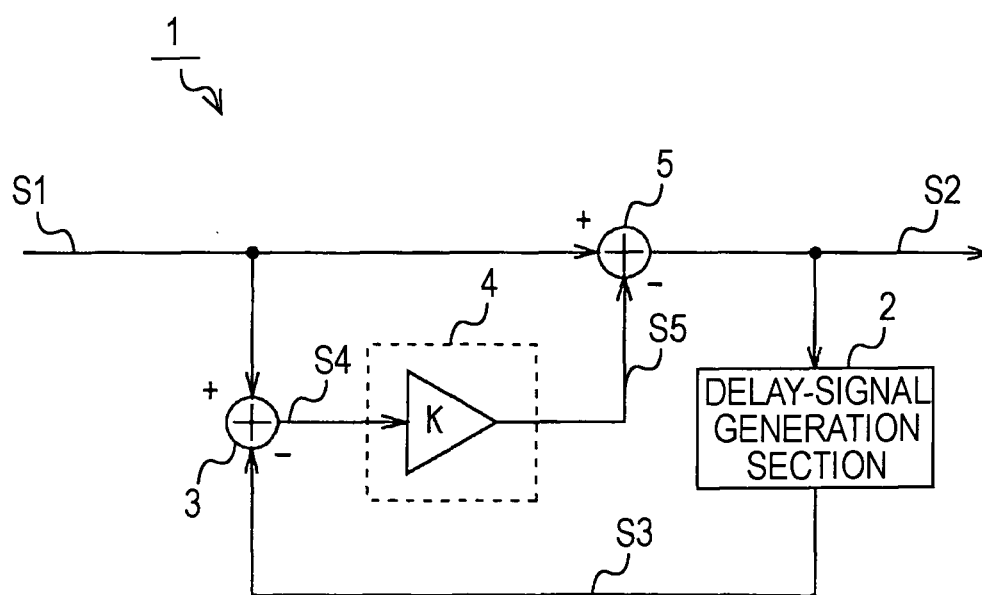 1
S1
5
S2
+
-
4
2
S4
S5
DELAY-SIGNAL
GENERATION
SECTION
+
K
-
3
S3